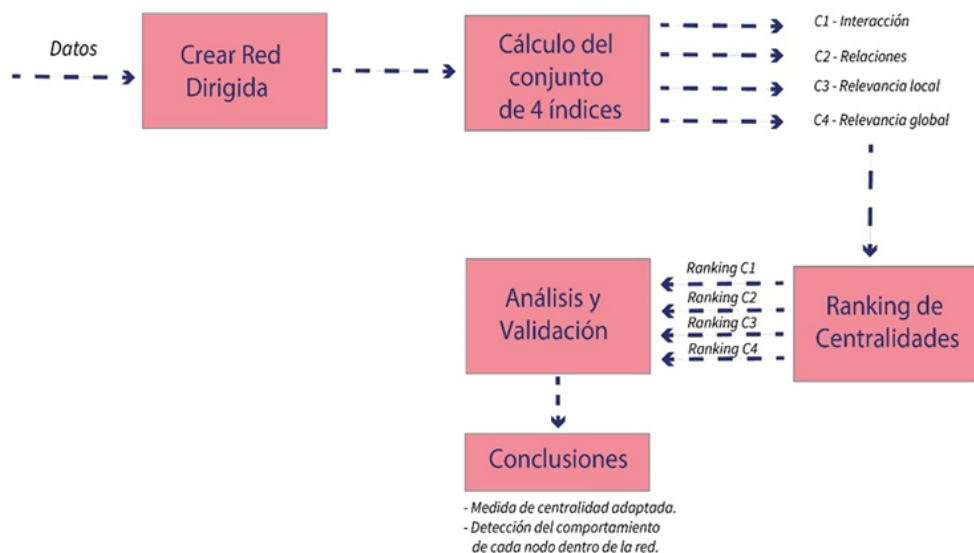 Datos
Crear Red
Dirigida
Cálculo del
conjunto
de 4 índices
C1 - Interacción
C2 - Relaciones
C3 - Relevancia local
C4 - Relevancia global
Ranking de
Centralidades
Ranking C1
Ranking C2
Ranking C3
Ranking C4
Análisis y
Validación
Conclusiones
- Medida de centralidad adaptada.
- Detección del comportamiento
de cada nodo dentro de la red.